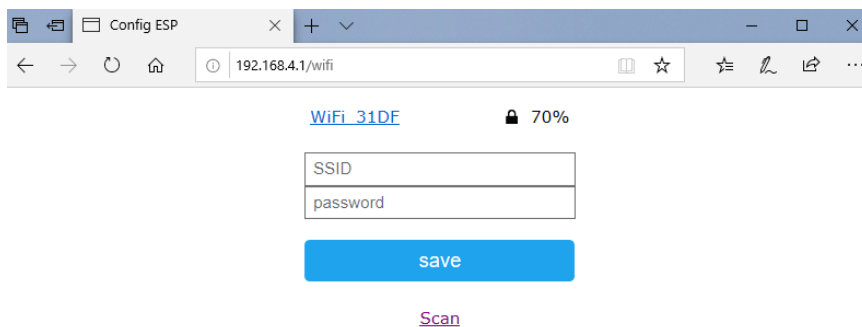 Config ESP
192.168.4.1/wifi
WiFi_31DF 70%
SSID
password
save
Scan